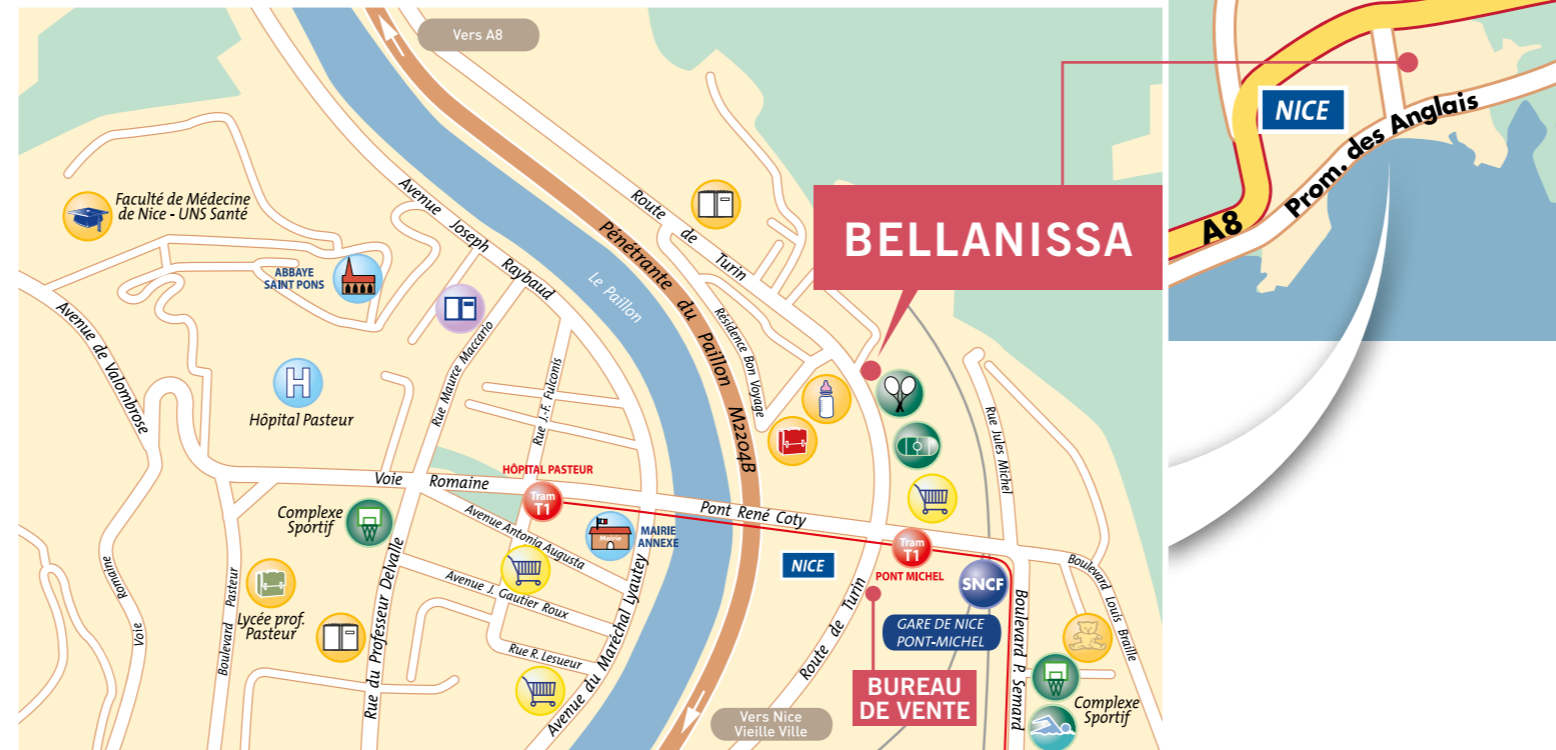 Vers A8
NICE
Prom. des Anglais
A8
Faculté de Médecine
de Nice - UNS Santé
Avenue Joseph Raybaud
Route de Turin
BELLANISSA
ABBAYE
SAINT PONS
Le Paillon
Pénétrante du Paillon M2204B
Avenue de Valombrose
Rue Maurce Maccario
Résidence Bon Voyage
H
Hôpital Pasteur
Rue J.-F. Fulconis
Rue Jules Michel
HÔPITAL PASTEUR
Tram
T1
Voie Romaine
Pont René Coty
Complexe
Sportif
Avenue Antonia Augusta
Mairie
MAIRIE
ANNEXE
NICE
Tram
T1
PONT MICHEL
SNCF
GARE DE NICE
PONT-MICHEL
Boulevard Louis Braille
Voie Romaine
Boulevard Pasteur
Lycée prof.
Pasteur
Rue du Professeur Delvalle
Avenue J. Gautier Roux
Rue R. Lesueur
Avenue du Maréchal Lyautey
Route de Turin
Boulevard P. Semard
BUREAU
DE VENTE
Complexe
Sportif
Vers Nice
Vieille Ville